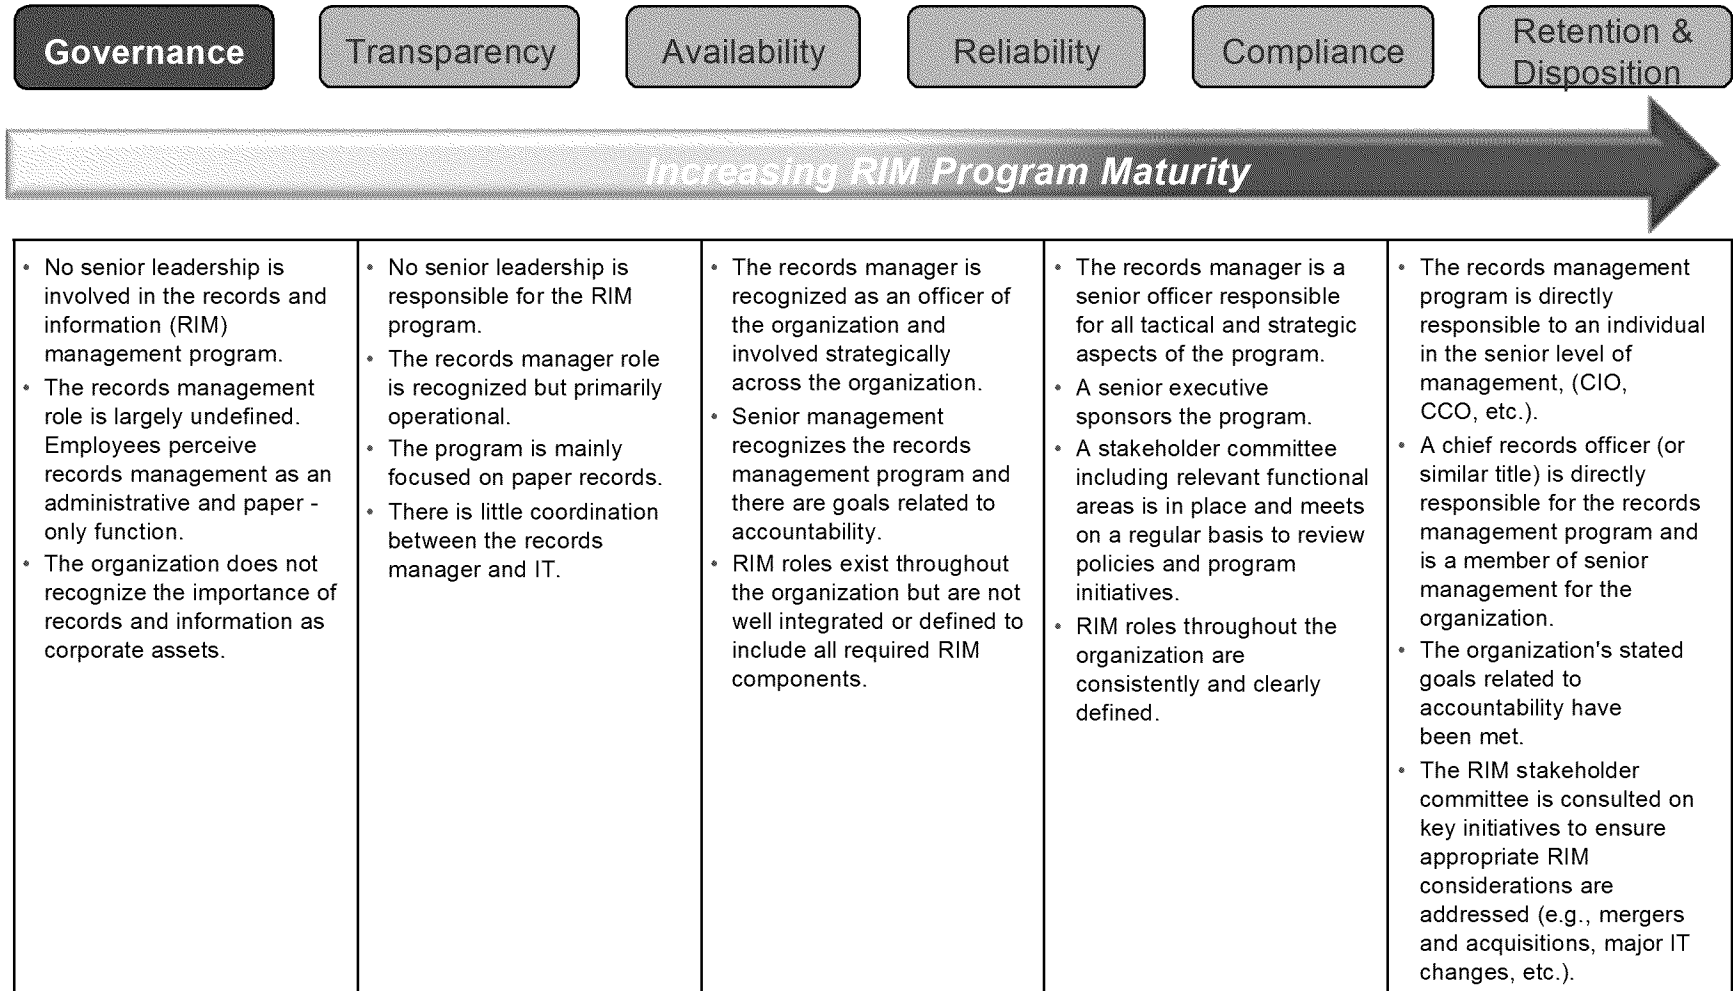 Governance
Transparency
Availability
Reliability
Compliance
Retention &
Disposition
Increasing RIM Program Maturity
• No senior leadership is
involved in the records and
information (RIM)
management program.
• The records management
role is largely undefined.
Employees perceive
records management as an
administrative and paper -
only function.
• The organization does not
recognize the importance of
records and information as
corporate assets.
• No senior leadership is
responsible for the RIM
program.
• The records manager role
is recognized but primarily
operational.
• The program is mainly
focused on paper records.
• There is little coordination
between the records
manager and IT.
• The records manager is
recognized as an officer of
the organization and
involved strategically
across the organization.
• Senior management
recognizes the records
management program and
there are goals related to
accountability.
• RIM roles exist throughout
the organization but are not
well integrated or defined to
include all required RIM
components.
• The records manager is a
senior officer responsible
for all tactical and strategic
aspects of the program.
• A senior executive
sponsors the program.
• A stakeholder committee
including relevant functional
areas is in place and meets
on a regular basis to review
policies and program
initiatives.
• RIM roles throughout the
organization are
consistently and clearly
defined.
• The records management
program is directly
responsible to an individual
in the senior level of
management, (CIO,
CCO, etc.).
• A chief records officer (or
similar title) is directly
responsible for the records
management program and
is a member of senior
management for the
organization.
• The organization's stated
goals related to
accountability have
been met.
• The RIM stakeholder
committee is consulted on
key initiatives to ensure
appropriate RIM
considerations are
addressed (e.g., mergers
and acquisitions, major IT
changes, etc.).